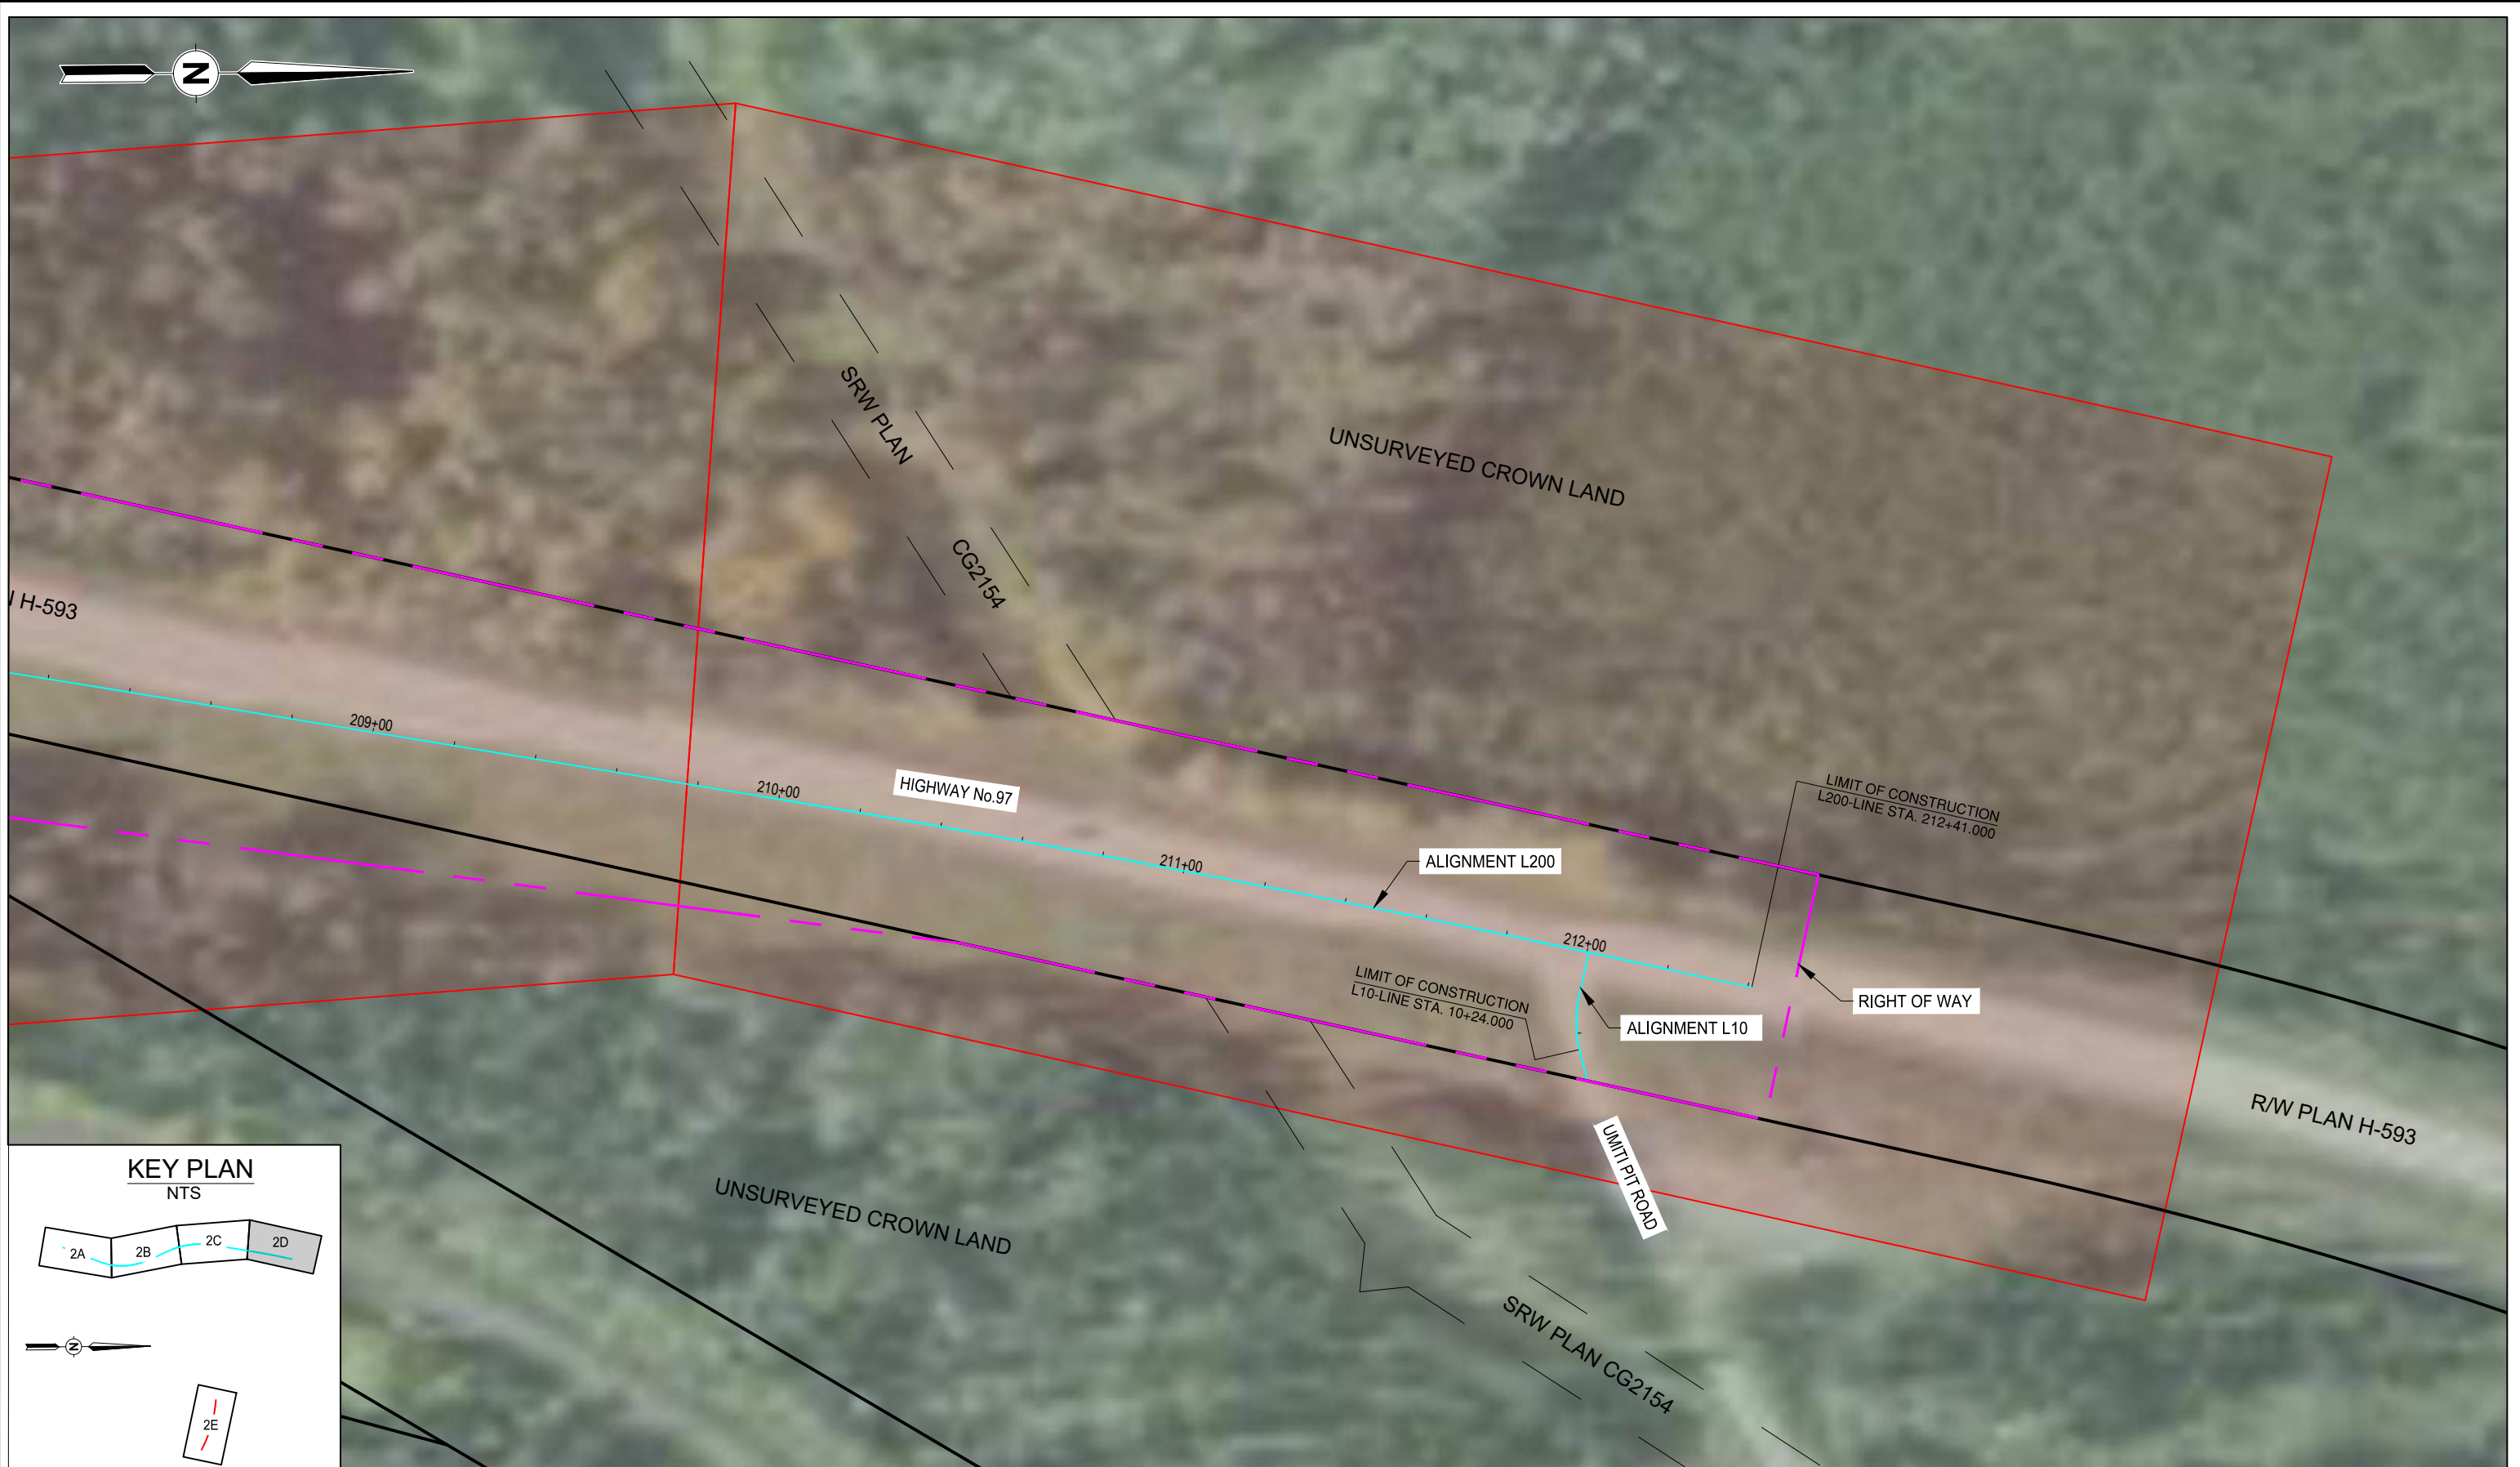 N
SRW PLAN
CG2154
UNSURVEYED CROWN LAND
H-593
209+00
210+00
HIGHWAY No.97
211+00
ALIGNMENT L200
LIMIT OF CONSTRUCTION
L200-LINE STA. 212+41.000
212+00
LIMIT OF CONSTRUCTION
L10-LINE STA. 10+24.000
ALIGNMENT L10
RIGHT OF WAY
R/W PLAN H-593
UMITI PIT ROAD
UNSURVEYED CROWN LAND
SRW PLAN CG2154
KEY PLAN
NTS
2A
2B
2C
2D
N
2E